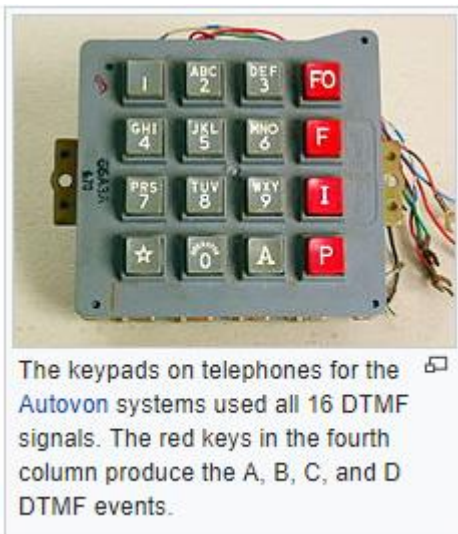 1 ABC 2 DEF 3 FO
GHI 4 JKL 5 MNO 6 F
PRS 7 TUV 8 WXY 9 I
☆ OPERATOR 0 A P
The keypads on telephones for the
Autovon systems used all 16 DTMF
signals. The red keys in the fourth
column produce the A, B, C, and D
DTMF events.